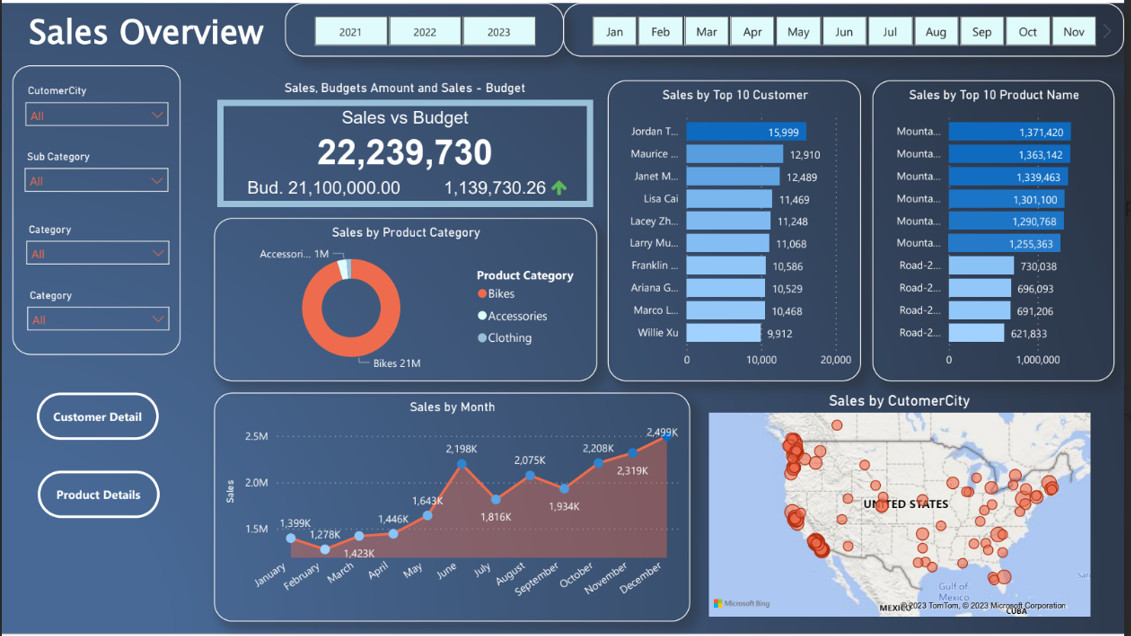 Sales Overview
2021 2022 2023
Jan Feb Mar Apr May Jun Jul Aug Sep Oct Nov
CutomerCity
All
Sub Category
All
Category
All
Category
All
Customer Detail
Product Details
Sales, Budgets Amount and Sales - Budget
Sales vs Budget
22,239,730
Bud. 21,100,000.00 1,139,730.26
Sales by Product Category
Accessori... 1M
Bikes 21M
Product Category
Bikes
Accessories
Clothing
Sales by Top 10 Customer
Jordan T... 15,999
Maurice ... 12,910
Janet M... 12,489
Lisa Cai 11,469
Lacey Zh... 11,248
Larry Mu... 11,068
Franklin ... 10,586
Ariana G... 10,529
Marco L... 10,468
Willie Xu 9,912
0 10,000 20,000
Sales by Top 10 Product Name
Mounta... 1,371,420
Mounta... 1,363,142
Mounta... 1,339,463
Mounta... 1,301,100
Mounta... 1,290,768
Mounta... 1,255,363
Road-2... 730,038
Road-2... 696,093
Road-2... 691,206
Road-2... 621,833
0 1,000,000
Sales by Month
Sales
2.5M
2.0M
1.5M
1,399K
1,278K
1,423K
1,446K
1,643K
2,198K
1,816K
2,075K
1,934K
2,208K
2,319K
2,499K
January February March April May June July August September October November December
Sales by CutomerCity
UNITED STATES
Gulf of
Mexico
MEXICO
CUBA
Microsoft Bing
© 2023 TomTom, © 2023 Microsoft Corporation